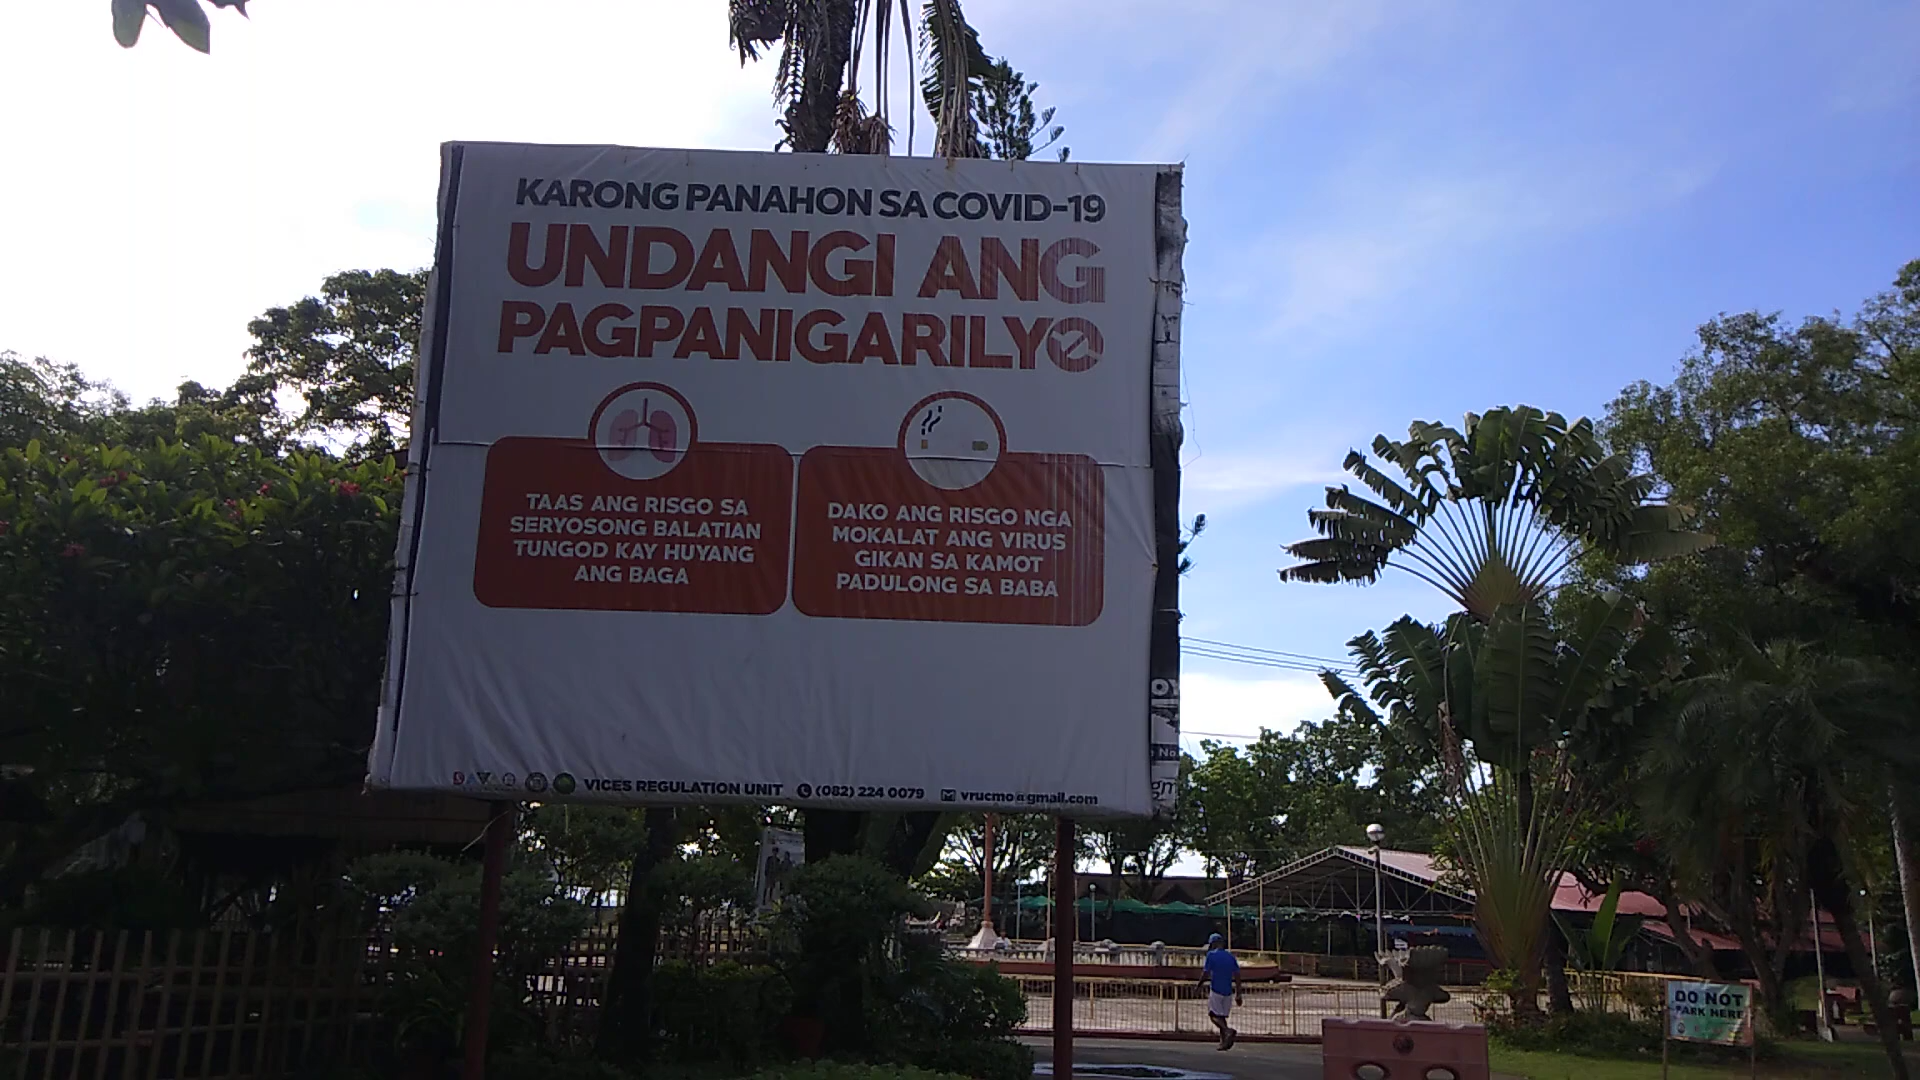 KARONG PANAHON SA COVID-19
UNDANGI ANG
PAGPANIGARILYO
TAAS ANG RISGO SA
SERYOSONG BALATIAN
TUNGOD KAY HUYANG
ANG BAGA
DAKO ANG RISGO NGA
MOKALAT ANG VIRUS
GIKAN SA KAMOT
PADULONG SA BABA
VICES REGULATION UNIT (082) 224 0079 vrucmo@gmail.com
DO NOT
PARK HERE